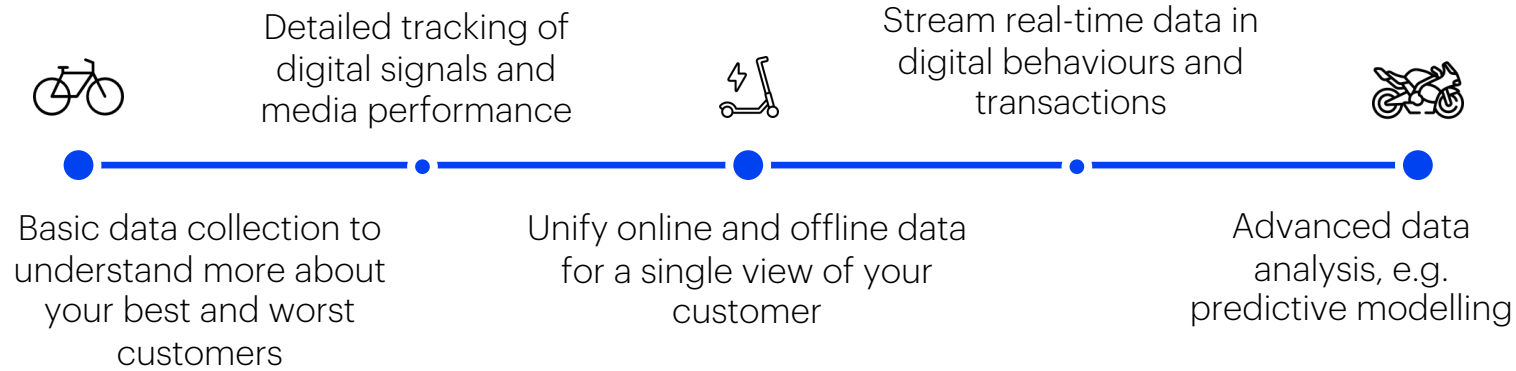 Basic data collection to
understand more about
your best and worst
customers
Detailed tracking of
digital signals and
media performance
Unify online and offline data
for a single view of your
customer
Stream real-time data in
digital behaviours and
transactions
Advanced data
analysis, e.g.
predictive modelling